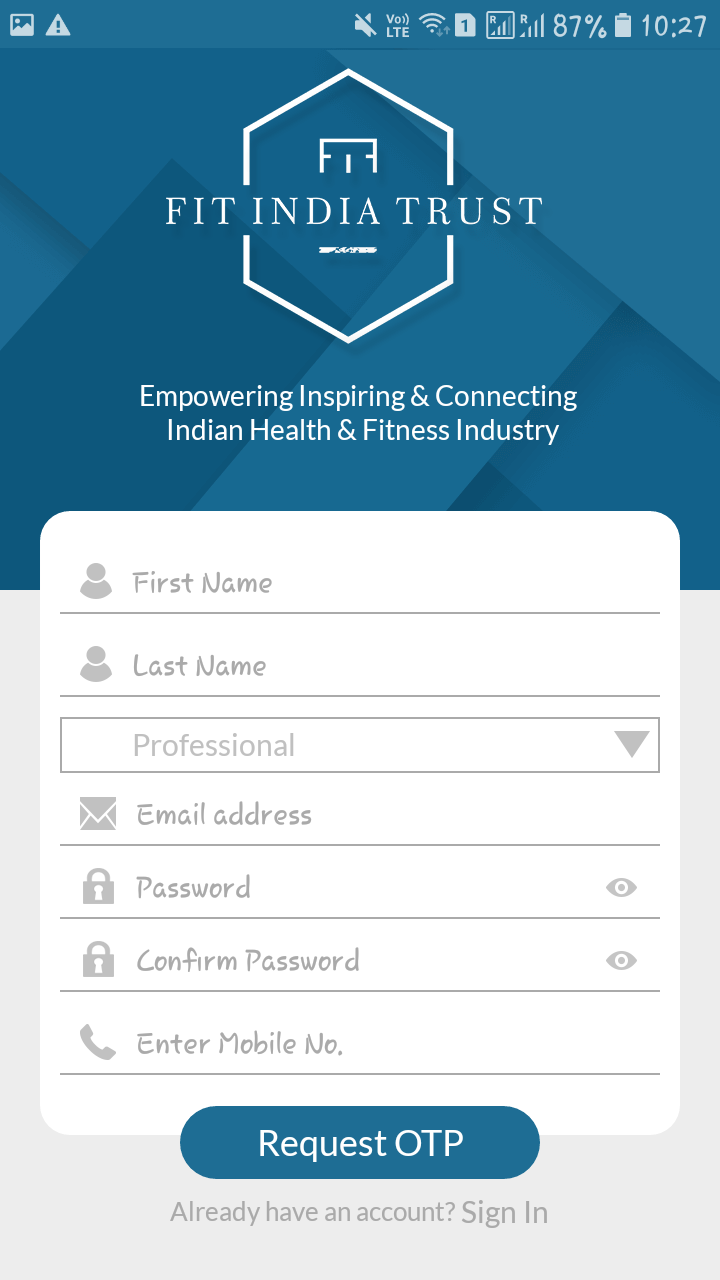 Vo)) LTE 1 R R 87% 10:27
FIT
FIT INDIA TRUST
Empowering Inspiring & Connecting
Indian Health & Fitness Industry
First Name
Last Name
Professional
Email address
Password
Confirm Password
Enter Mobile No.
Request OTP
Already have an account? Sign In